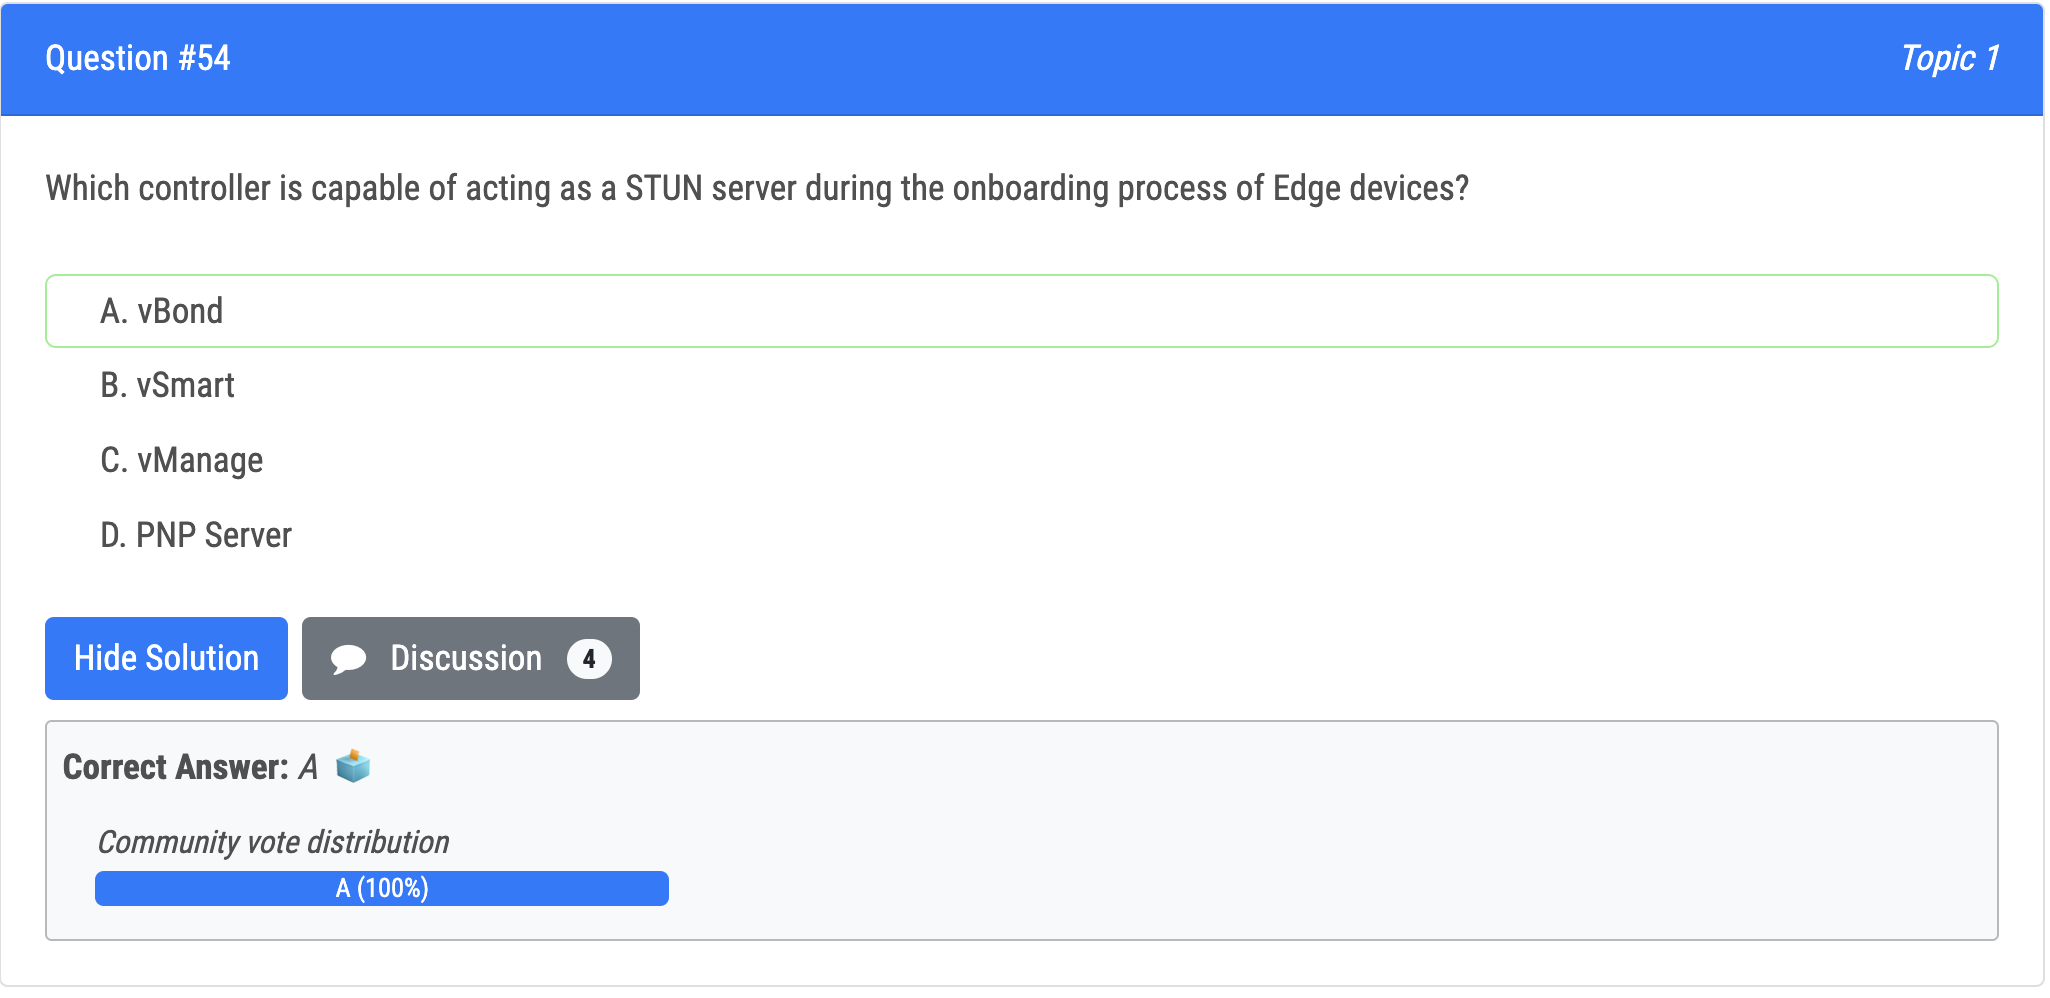 Question #54
Topic 1
Which controller is capable of acting as a STUN server during the onboarding process of Edge devices?
A. vBond
B. vSmart
C. vManage
D. PNP Server
Hide Solution
Discussion 4
Correct Answer: A
Community vote distribution
A (100%)